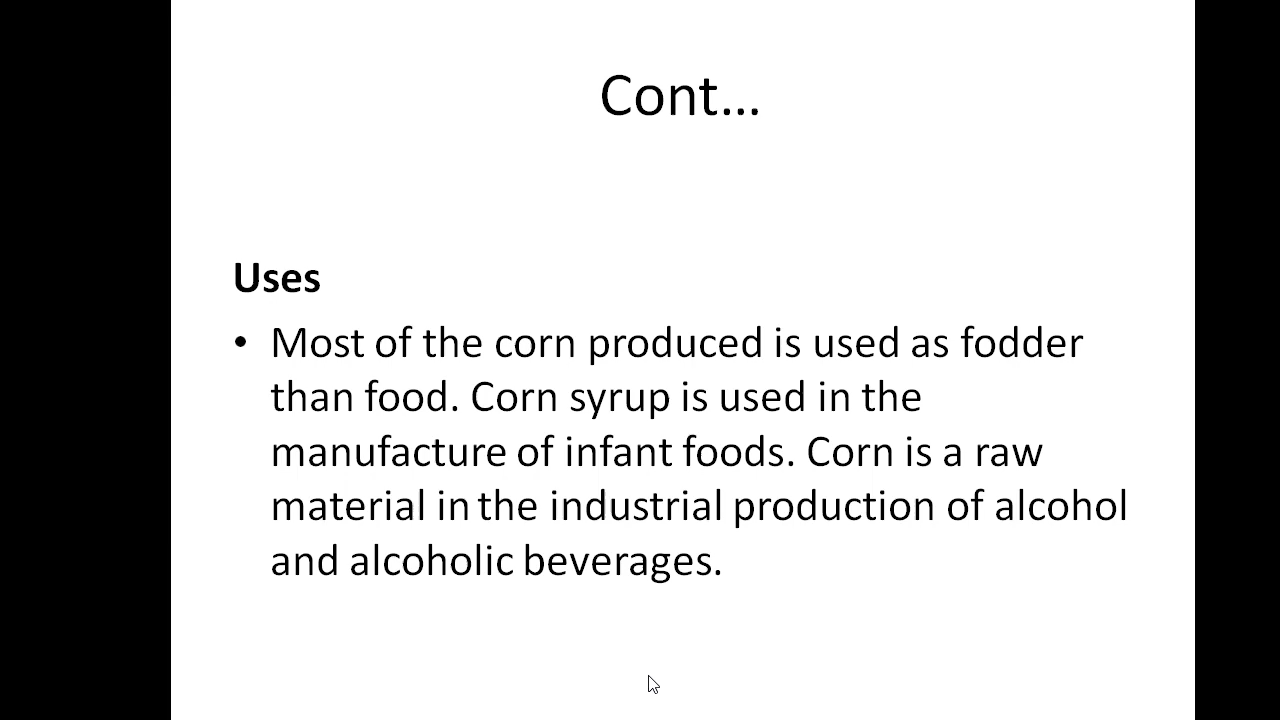 Cont...
Uses
• Most of the corn produced is used as fodder
than food. Corn syrup is used in the
manufacture of infant foods. Corn is a raw
material in the industrial production of alcohol
and alcoholic beverages.